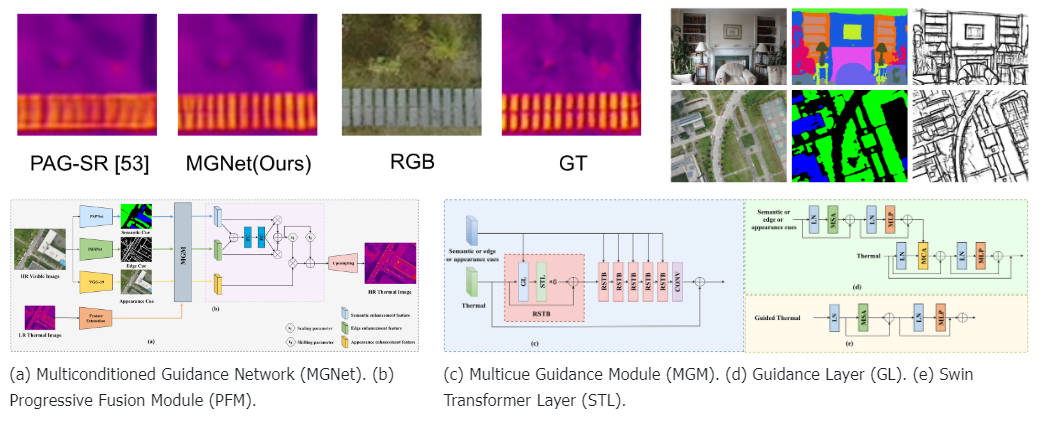 PAG-SR [53]
MGNet(Ours)
RGB
GT
PSPNet
Semantic Cue
HR Visible Image
Edge Cue
VGG-19
Appearance Cue
MGM
Feature
Extraction
LR Thermal Image
Upsampling
HR Thermal Image
(b)
Semantic enhancement feature
Scaling parameter
Edge enhancement feature
Shifting parameter
Appearance enhancement feature
(a)
Semantic or edge
or appearance cues
Thermal
GL
STL
×6
RSTB
RSTB
RSTB
RSTB
RSTB
RSTB
CONV
(c)
Semantic or
edge or
appearance cues
LN
MSA
LN
MLP
Thermal
LN
MCA
LN
MLP
(d)
Guided Thermal
LN
MSA
LN
MLP
(e)
(a) Multiconditioned Guidance Network (MGNet). (b)
Progressive Fusion Module (PFM).
(c) Multicue Guidance Module (MGM). (d) Guidance Layer (GL). (e) Swin
Transformer Layer (STL).